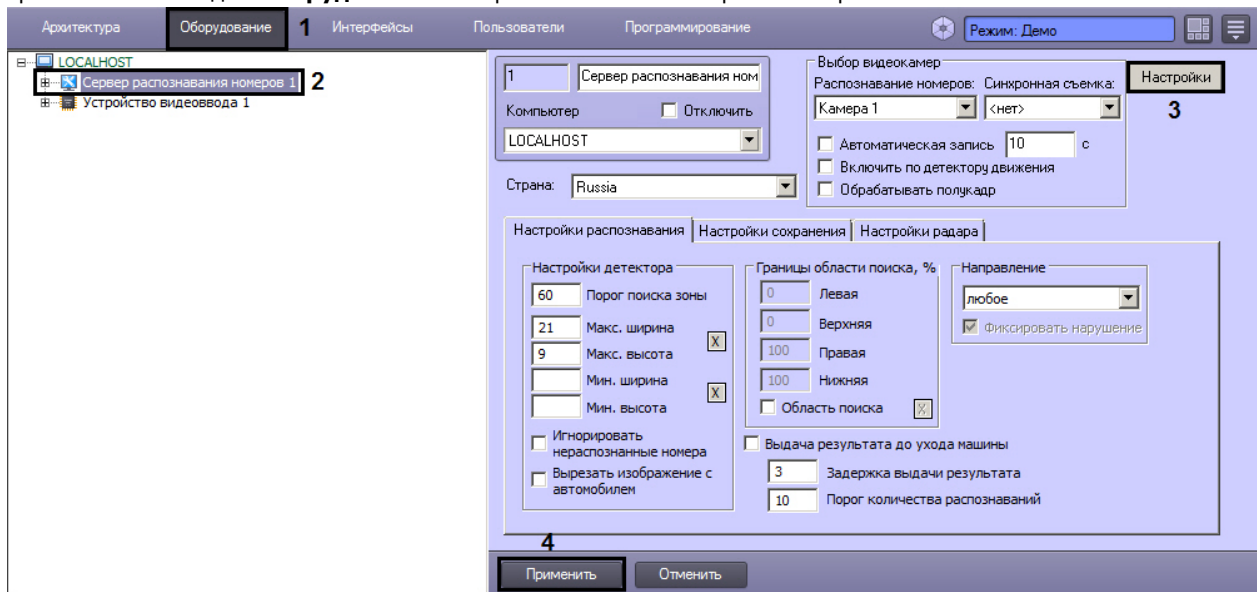 Архитектура Оборудование 1 Интерфейсы Пользователи Программирование Режим: Демо
LOCALHOST
Сервер распознавания номеров 1 2
Устройство видеоввода 1
1 Сервер распознавания ном
Компьютер Отключить
LOCALHOST
Страна: Russia
Выбор видеокамер
Распознавание номеров: Синхронная съемка:
Камера 1 <нет>
Автоматическая запись 10 с
Включить по детектору движения
Обрабатывать полукадр
Настройки
3
Настройки распознавания Настройки сохранения Настройки радара
Настройки детектора
60 Порог поиска зоны
21 Макс. ширина
X
9 Макс. высота
Мин. ширина
X
Мин. высота
Игнорировать
нераспознанные номера
Вырезать изображение с
автомобилем
Границы области поиска, %
0 Левая
0 Верхняя
100 Правая
100 Нижняя
Область поиска X
Направление
любое
Фиксировать нарушение
Выдача результата до ухода машины
3 Задержка выдачи результата
10 Порог количества распознаваний
4
Применить Отменить